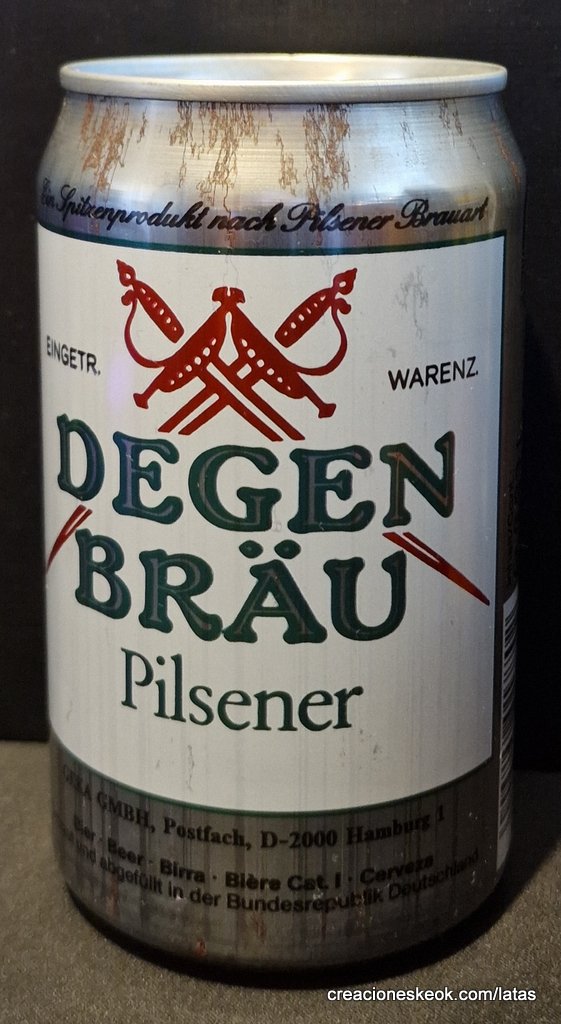 Ein Spitzenprodukt nach Pilsener Brauart
EINGETR.
WARENZ.
DEGEN
BRÄU
Pilsener
GMBH, Postfach, D-2000 Hamburg 1
Bier · Beer · Birra · Bière Cat. I · Cerveza
und abgefüllt in der Bundesrepublik Deutschland
creacioneskeok.com/latas